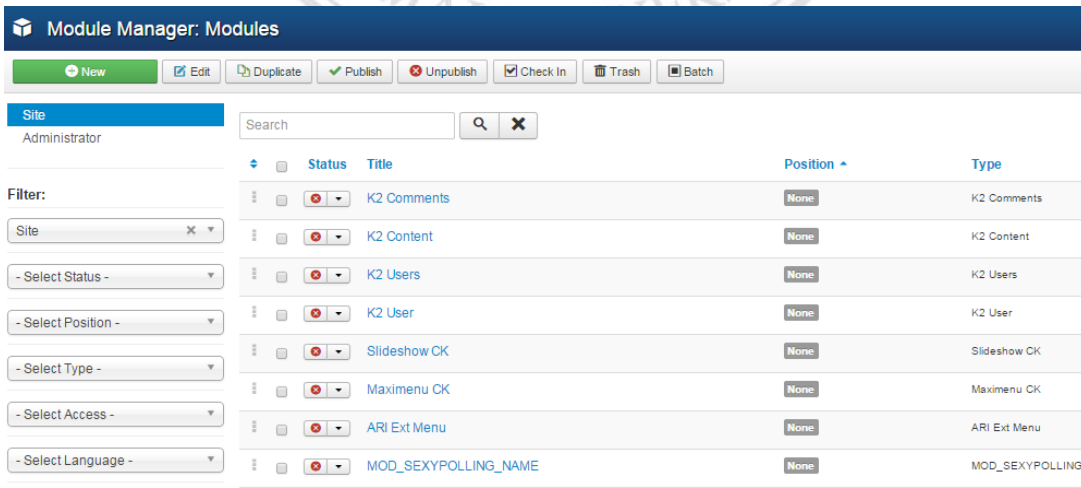 Module Manager: Modules
New Edit Duplicate Publish Unpublish Check In Trash Batch
Site
Administrator
Search
Status Title Position Type
Filter:
Site
- Select Status -
- Select Position -
- Select Type -
- Select Access -
- Select Language -
K2 Comments None K2 Comments
K2 Content None K2 Content
K2 Users None K2 Users
K2 User None K2 User
Slideshow CK None Slideshow CK
Maximenu CK None Maximenu CK
ARI Ext Menu None ARI Ext Menu
MOD_SEXYPOLLING_NAME None MOD_SEXYPOLLING